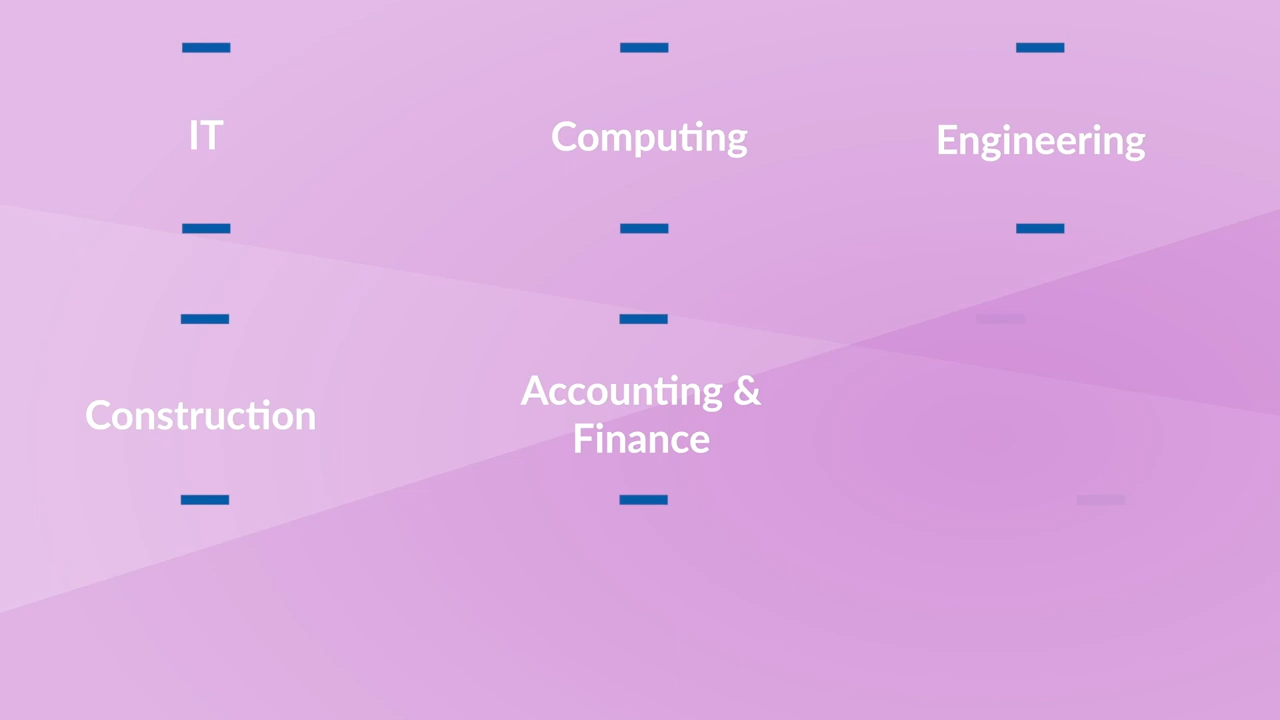 IT
Computing
Engineering
Construction
Accounting &
Finance